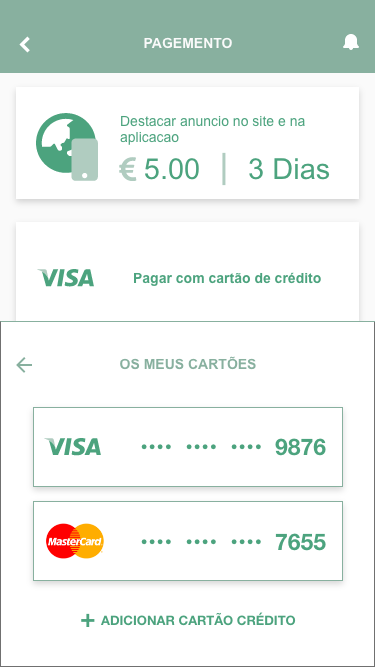 PAGEMENTO
Destacar anuncio no site e na
aplicacao
€ 5.00 | 3 Dias
VISA Pagar com cartão de crédito
OS MEUS CARTÕES
VISA •••• •••• •••• 9876
MasterCard •••• •••• •••• 7655
+ ADICIONAR CARTÃO CRÉDITO